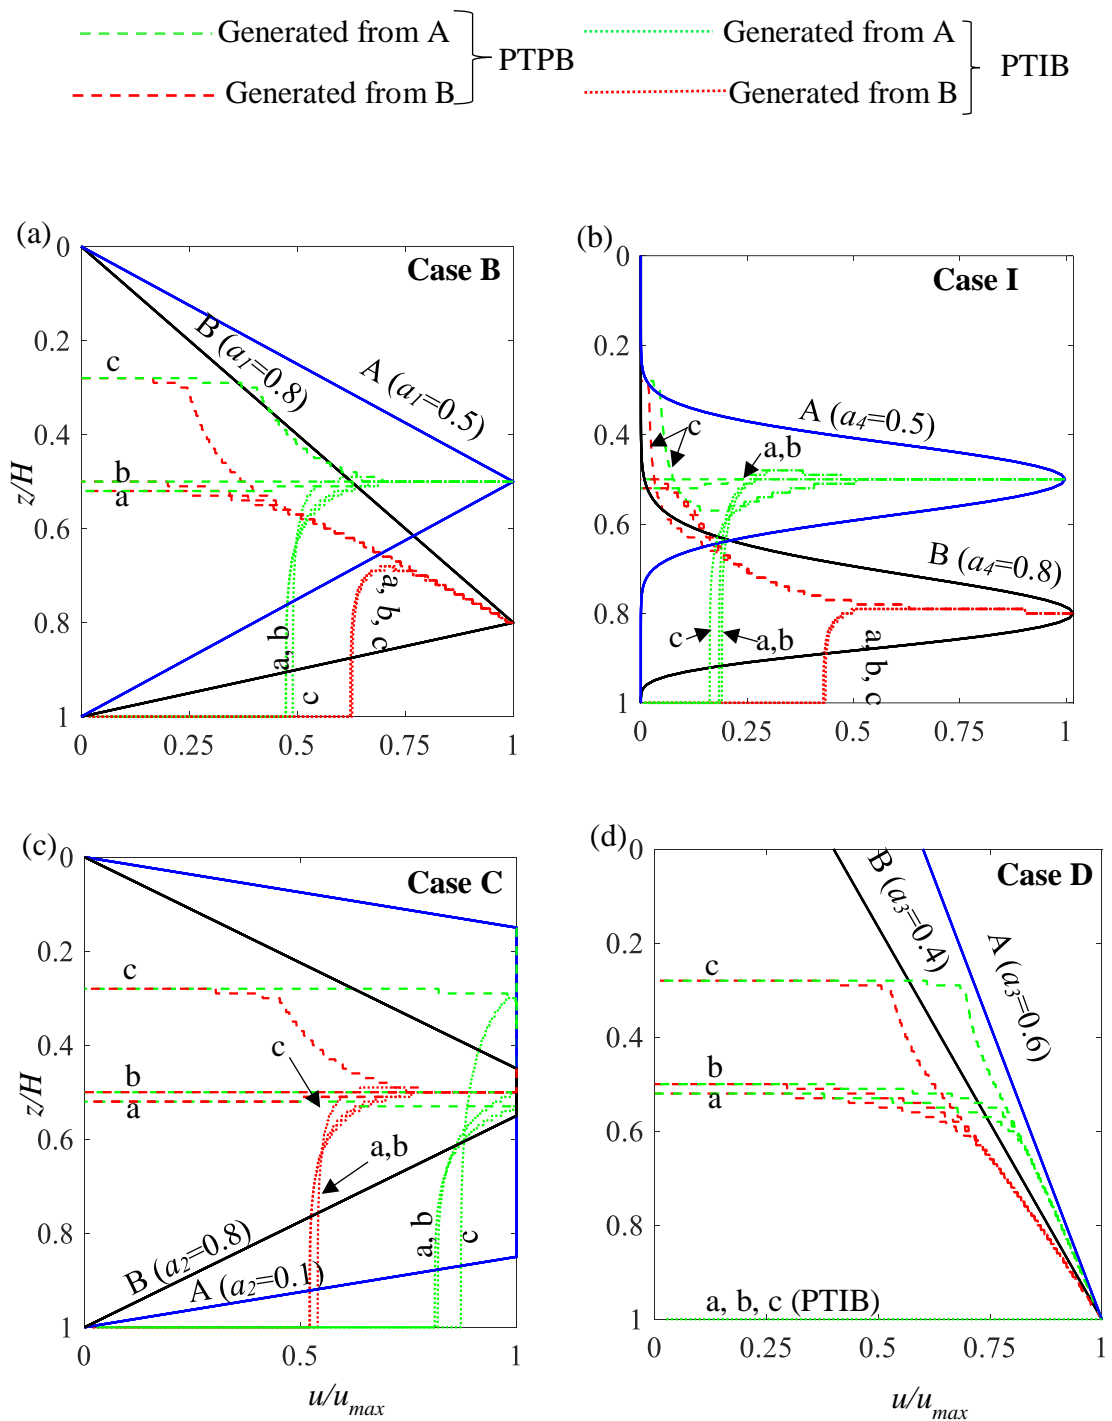 Generated from A
Generated from B
PTPB
Generated from A
Generated from B
PTIB
(a)
Case B
0
0.2
0.4
0.6
0.8
1
z/H
0 0.25 0.5 0.75 1
B (a1=0.8)
A (a1=0.5)
c
b
a
a, b
c
a, b, c
(b)
Case I
0
0.2
0.4
0.6
0.8
1
0 0.25 0.5 0.75 1
A (a4=0.5)
B (a4=0.8)
c
a,b
c
a,b
a, b, c
(c)
Case C
0
0.2
0.4
0.6
0.8
1
z/H
0 0.5 1
u/umax
c
c
b
a
a,b
a, b
c
B (a2=0.8)
A (a2=0.1)
(d)
Case D
0
0.2
0.4
0.6
0.8
1
0 0.25 0.5 0.75 1
u/umax
B (a3=0.4)
A (a3=0.6)
c
b
a
a, b, c (PTIB)